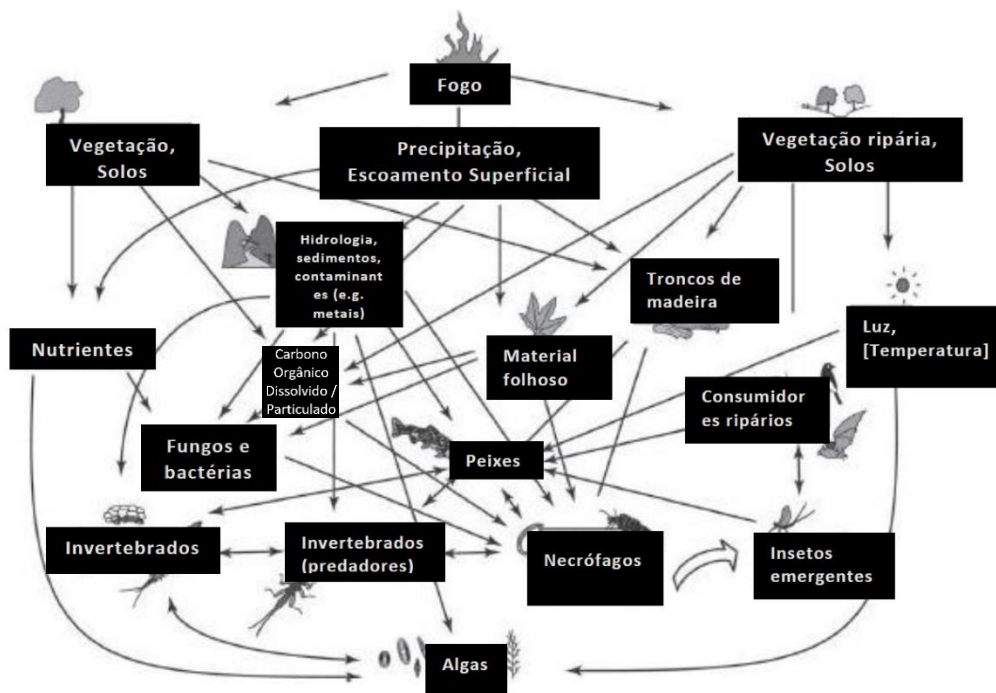 Fogo
Vegetação,
Solos
Precipitação,
Escoamento Superficial
Vegetação ripária,
Solos
Hidrologia,
sedimentos,
contaminant
es (e.g.
metais)
Troncos de
madeira
Nutrientes
Carbono
Orgânico
Dissolvido /
Particulado
Material
folhoso
Luz,
[Temperatura]
Consumidor
es ripários
Fungos e
bactérias
Peixes
Invertebrados
Invertebrados
(predadores)
Necrófagos
Insetos
emergentes
Algas